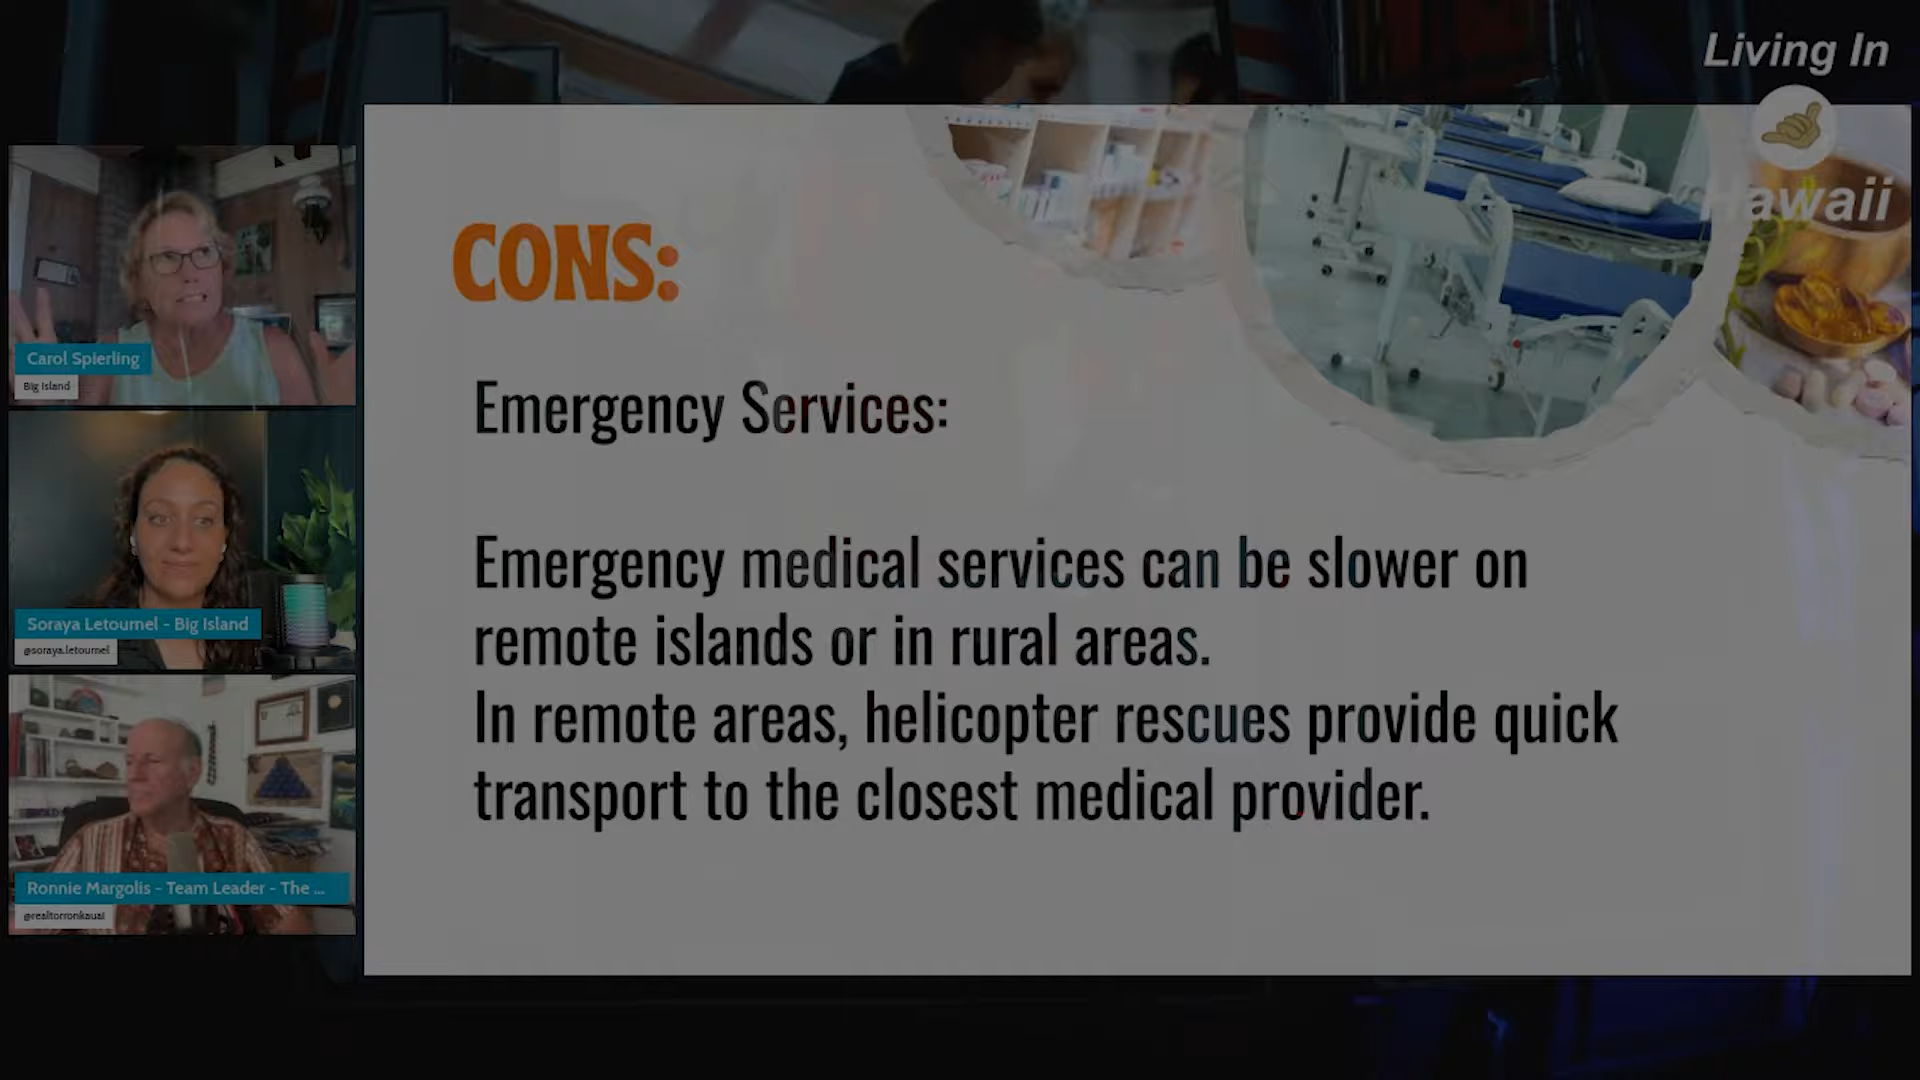 Living In
Hawaii
CONS:
Emergency Services:
Emergency medical services can be slower on
remote islands or in rural areas.
In remote areas, helicopter rescues provide quick
transport to the closest medical provider.
Carol Spierling
Big Island
Soraya Letournel - Big Island
@soraya.letournel
Ronnie Margolis - Team Leader - The ...
@realtorronkauai